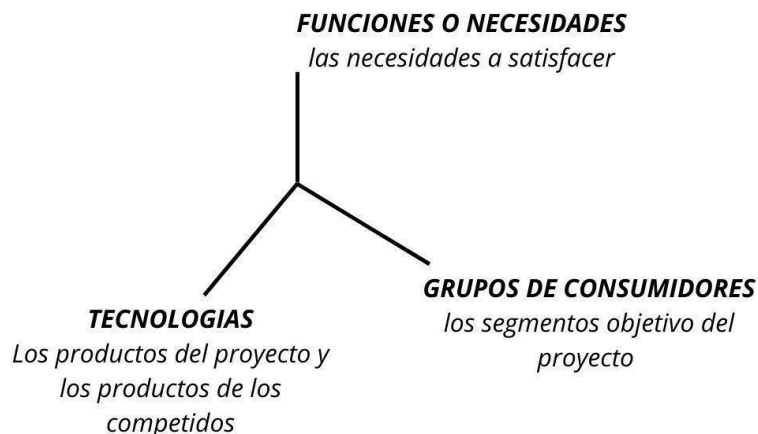 FUNCIONES O NECESIDADES
las necesidades a satisfacer
GRUPOS DE CONSUMIDORES
los segmentos objetivo del
proyecto
TECNOLOGIAS
Los productos del proyecto y
los productos de los
competidos